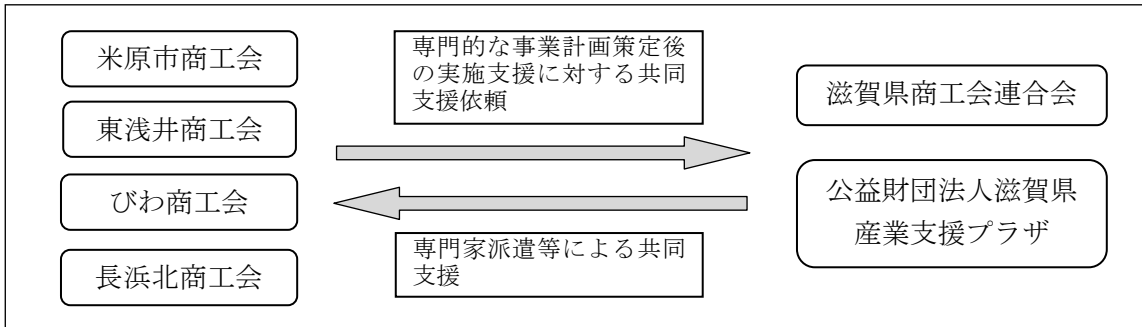 米原市商工会
東浅井商工会
びわ商工会
長浜北商工会
専門的な事業計画策定後
の実施支援に対する共同
支援依頼
専門家派遣等による共同
支援
滋賀県商工会連合会
公益財団法人滋賀県
産業支援プラザ